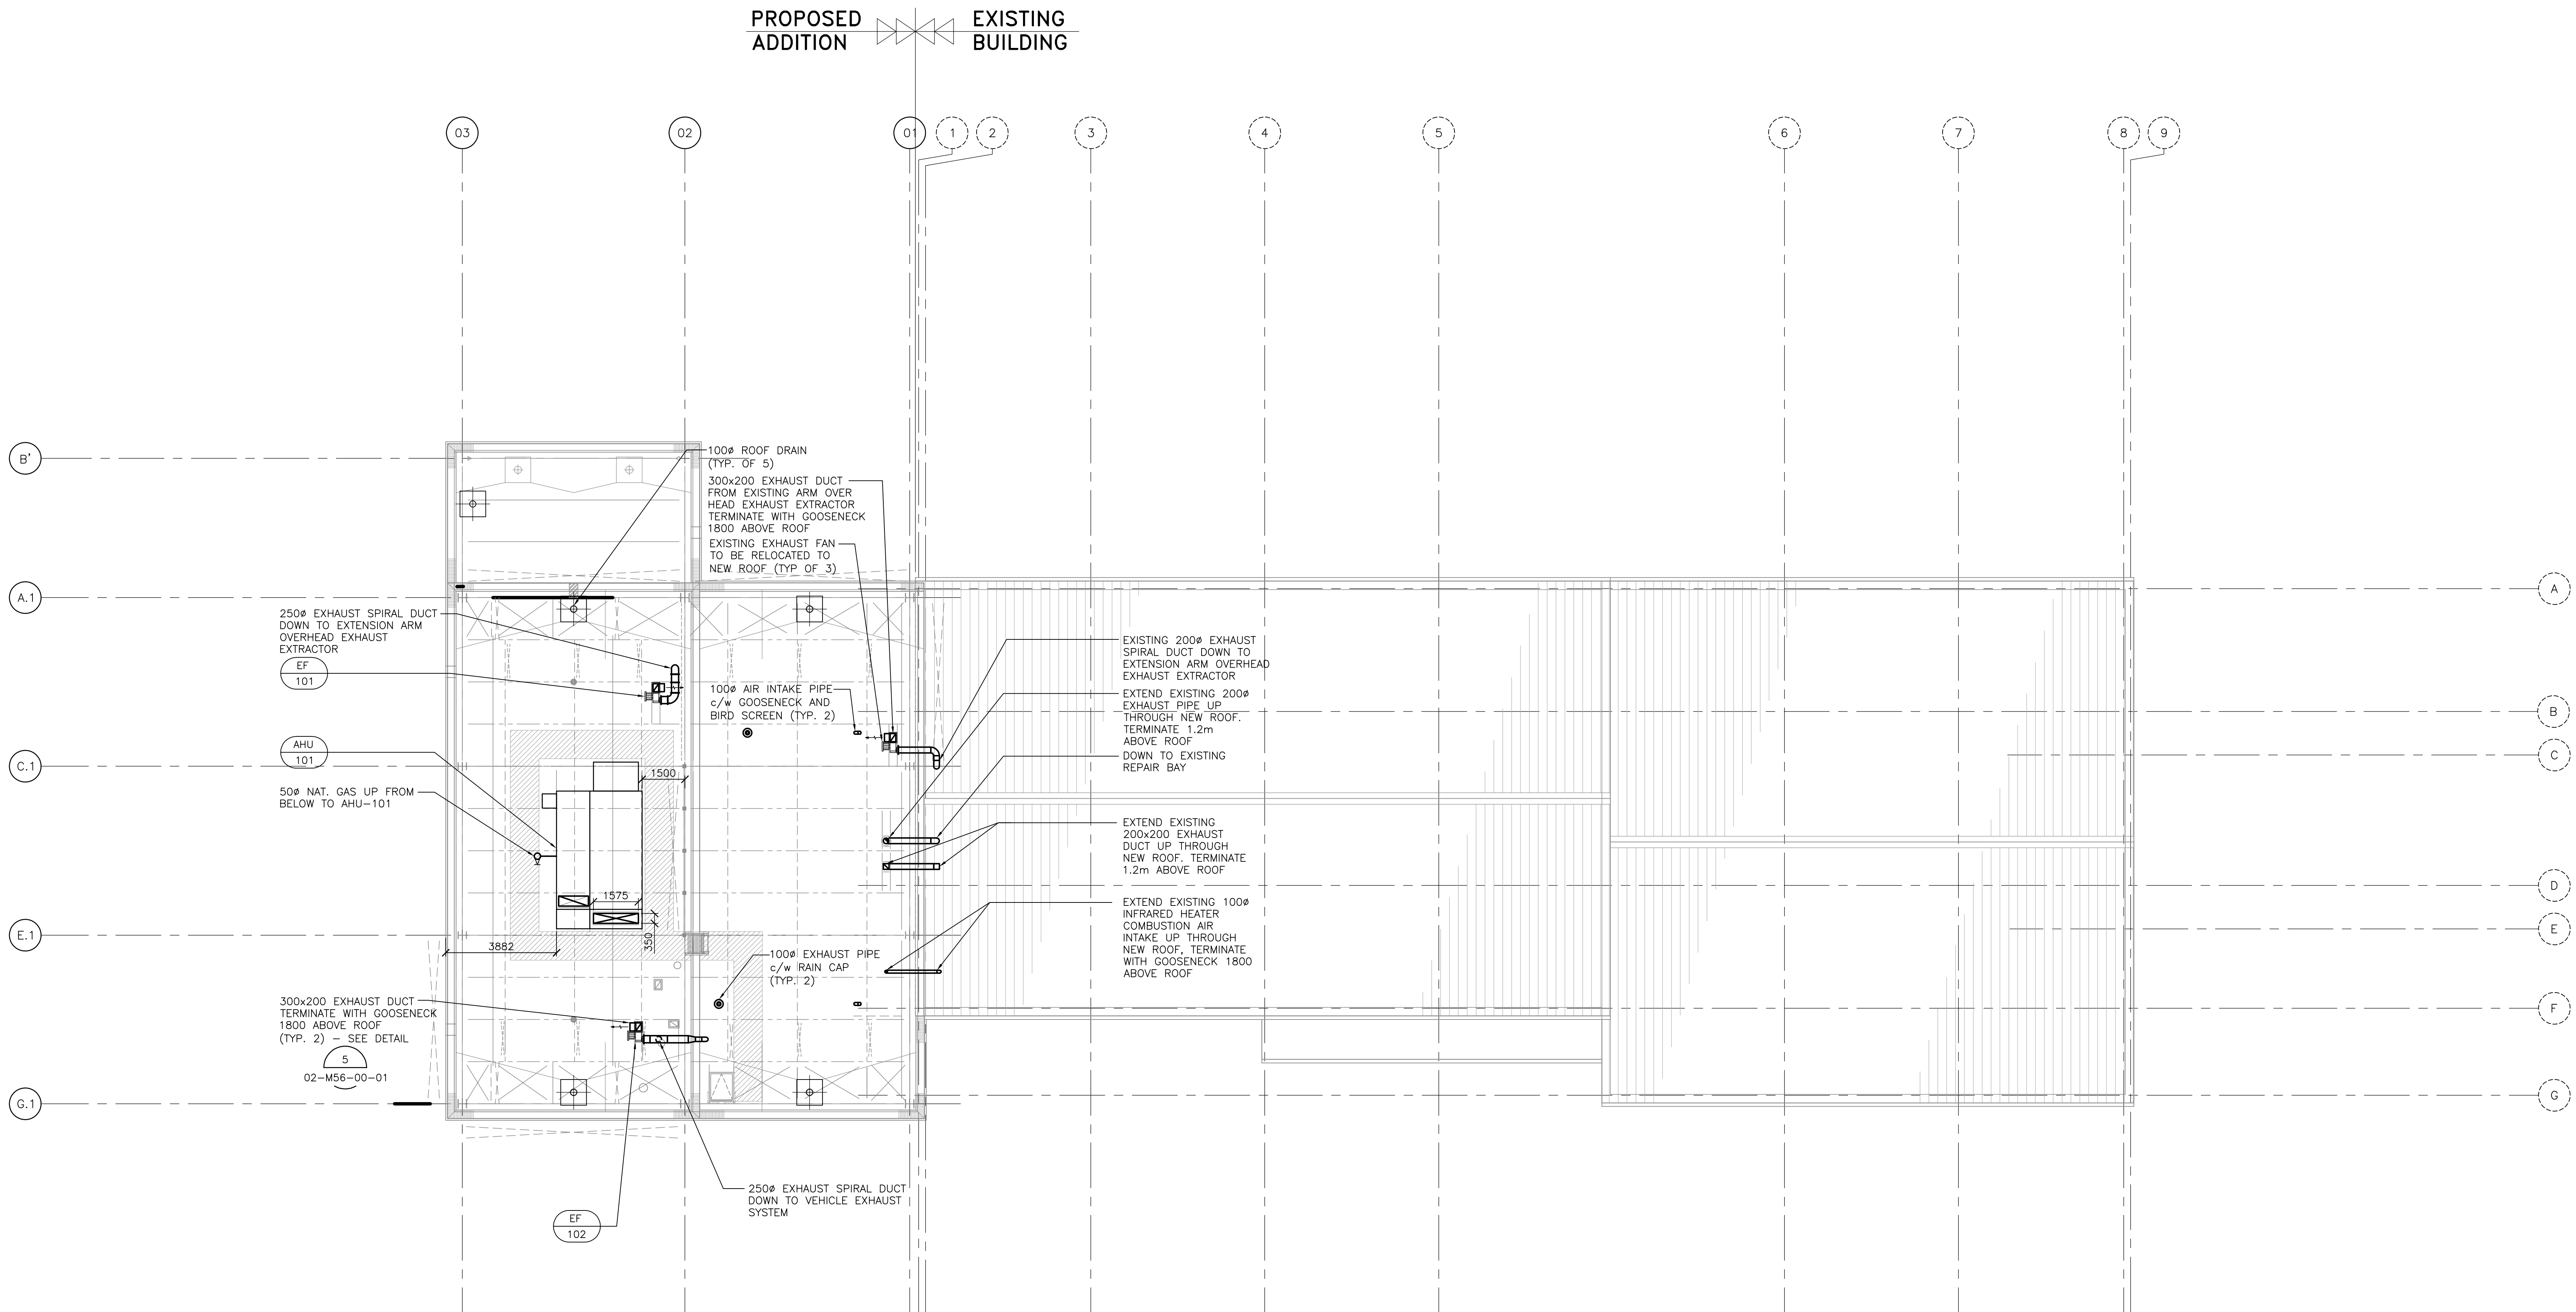 PROPOSED
ADDITION
EXISTING
BUILDING
03
02
01
1
2
3
4
5
6
7
8
9
B'
A.1
C.1
E.1
G.1
A
B
C
D
E
F
G
100ø ROOF DRAIN
(TYP. OF 5)
300x200 EXHAUST DUCT
FROM EXISTING ARM OVER
HEAD EXHAUST EXTRACTOR
TERMINATE WITH GOOSENECK
1800 ABOVE ROOF
EXISTING EXHAUST FAN
TO BE RELOCATED TO
NEW ROOF (TYP OF 3)
250ø EXHAUST SPIRAL DUCT
DOWN TO EXTENSION ARM
OVERHEAD EXHAUST
EXTRACTOR
EF
101
100ø AIR INTAKE PIPE
c/w GOOSENECK AND
BIRD SCREEN (TYP. 2)
AHU
101
50ø NAT. GAS UP FROM
BELOW TO AHU-101
1500
1575
350
3882
EXISTING 200ø EXHAUST
SPIRAL DUCT DOWN TO
EXTENSION ARM OVERHEAD
EXHAUST EXTRACTOR
EXTEND EXISTING 200ø
EXHAUST PIPE UP
THROUGH NEW ROOF.
TERMINATE 1.2m
ABOVE ROOF
DOWN TO EXISTING
REPAIR BAY
EXTEND EXISTING
200x200 EXHAUST
DUCT UP THROUGH
NEW ROOF. TERMINATE
1.2m ABOVE ROOF
EXTEND EXISTING 100ø
INFRARED HEATER
COMBUSTION AIR
INTAKE UP THROUGH
NEW ROOF, TERMINATE
WITH GOOSENECK 1800
ABOVE ROOF
100ø EXHAUST PIPE
c/w RAIN CAP
(TYP. 2)
300x200 EXHAUST DUCT
TERMINATE WITH GOOSENECK
1800 ABOVE ROOF
(TYP. 2) – SEE DETAIL
5
02-M56-00-01
250ø EXHAUST SPIRAL DUCT
DOWN TO VEHICLE EXHAUST
SYSTEM
EF
102